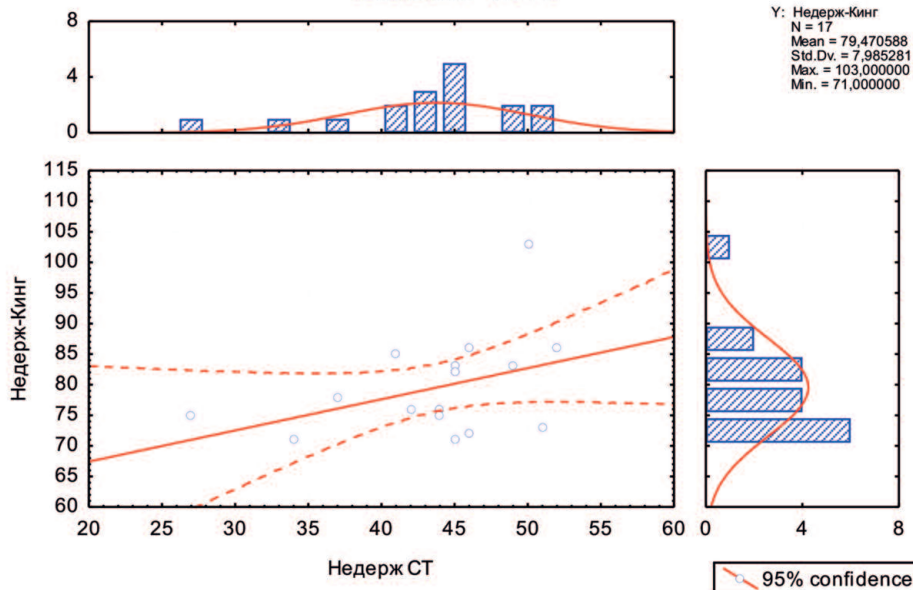 Y: Недерж-Кинг
N = 17
Mean = 79,470588
Std.Dv. = 7,985281
Max. = 103,000000
Min. = 71,000000
8
4
0
115
110
105
100
95
90
85
80
75
70
65
60
Недерж-Кинг
20 25 30 35 40 45 50 55 60
0 4 8
Недерж СТ
95% confidence